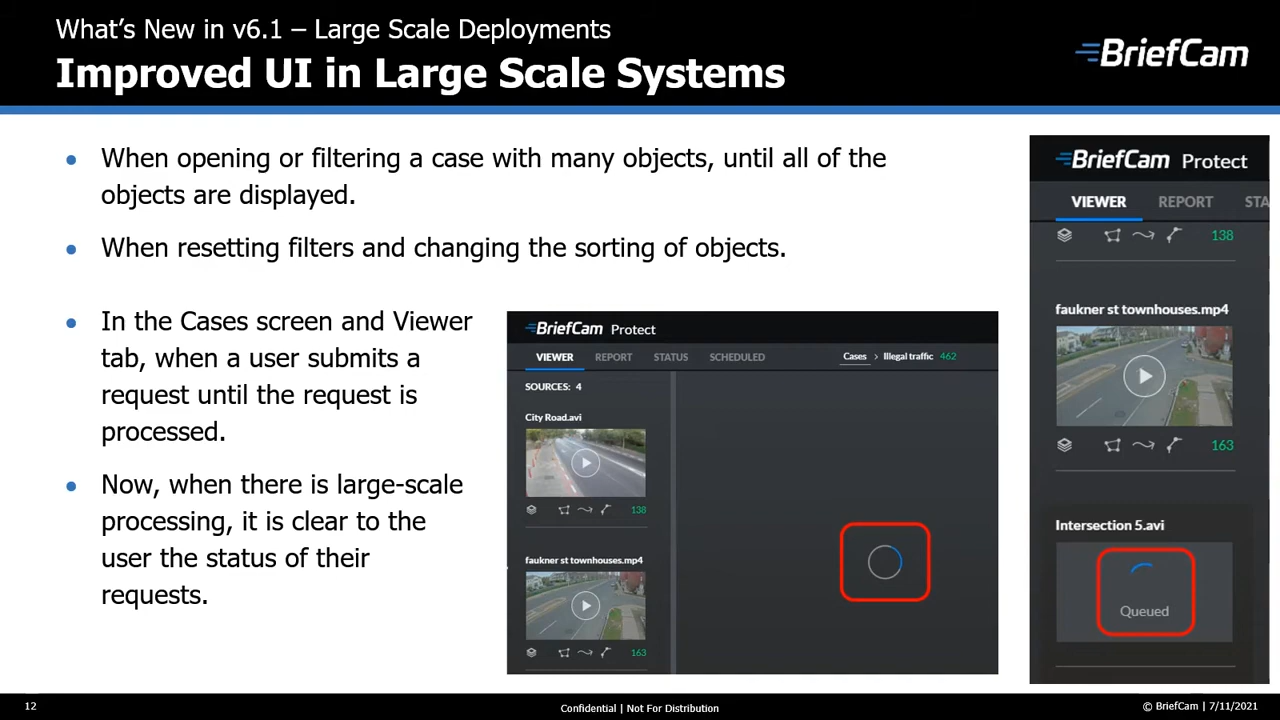 What's New in v6.1 – Large Scale Deployments
Improved UI in Large Scale Systems
BriefCam
When opening or filtering a case with many objects, until all of the
objects are displayed.
When resetting filters and changing the sorting of objects.
In the Cases screen and Viewer
tab, when a user submits a
request until the request is
processed.
Now, when there is large-scale
processing, it is clear to the
user the status of their
requests.
BriefCam Protect
VIEWER REPORT STATUS SCHEDULED Cases > Illegal traffic 462
SOURCES: 4
City Road.avi
138
faukner st townhouses.mp4
163
BriefCam Protect
VIEWER REPORT STA
138
faukner st townhouses.mp4
163
Intersection 5.avi
Queued
12
Confidential | Not For Distribution
© BriefCam | 7/11/2021